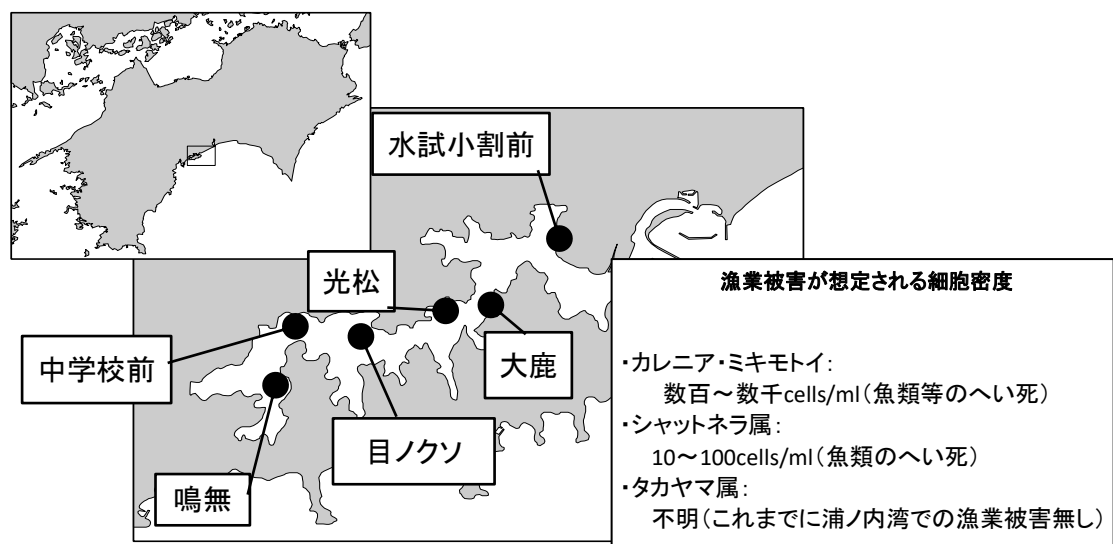 水試小割前
光松
大鹿
中学校前
目ノクソ
鳴無
漁業被害が想定される細胞密度
・カレニア・ミキモトイ:
数百～数千cells/ml(魚類等のへい死)
・シャットネラ属:
10～100cells/ml(魚類のへい死)
・タカヤマ属:
不明(これまでに浦ノ内湾での漁業被害無し)